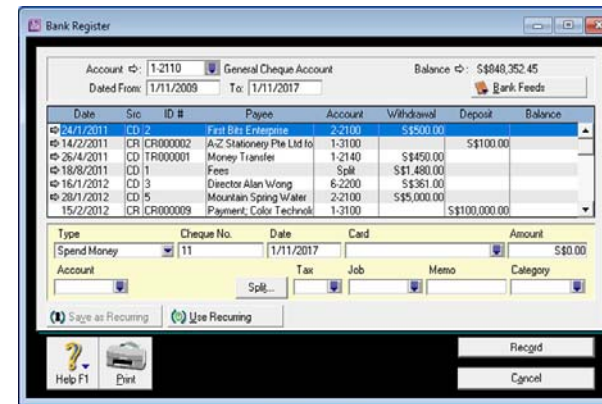 Bank Register
Account 1-2110 General Cheque Account Balance S$848,352.45
Dated From: 1/11/2009 To: 1/11/2017 Bank Feeds
Date Src ID # Payee Account Withdrawal Deposit Balance
24/1/2011 CD 2 First Bits Enterprise 2-2100 S$500.00
14/2/2011 CR CR000002 A-Z Stationery Pte Ltd fo 1-3100 S$100.00
26/4/2011 CD TR000001 Money Transfer 1-2140 S$450.00
18/8/2011 CD 1 Fees Split S$1,480.00
16/1/2012 CD 3 Director Alan Wong 6-2200 S$361.00
28/1/2012 CD 5 Mountain Spring Water 2-2100 S$5,000.00
15/2/2012 CR CR000009 Payment; Color Technok 1-3100 S$100,000.00
Type Cheque No. Date Card Amount
Spend Money 11 1/11/2017 S$0.00
Account Tax Job Memo Category
Split...
Save as Recurring Use Recurring
Help F1 Print Record
Cancel